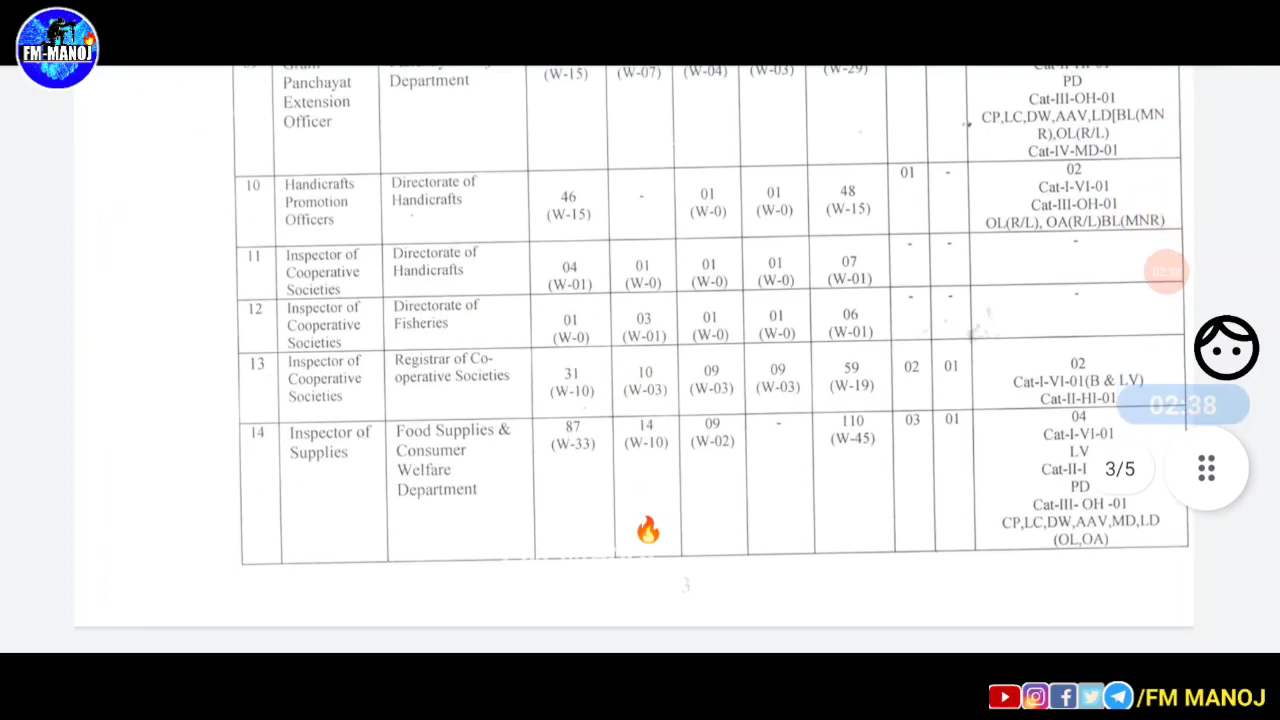 FM-MANOJ
Panchayat
Extension
Officer
Department
(W-15) (W-07) (W-04) (W-03) (W-29)
PD
Cat-III-OH-01
CP,LC,DW,AAV,LD[BL(MN
R),OL(R/L)
Cat-IV-MD-01
10 Handicrafts Directorate of 46 - 01 01 48 01 - 02
Promotion Handicrafts (W-15) (W-0) (W-0) (W-15) Cat-I-VI-01
Officers Cat-III-OH-01
OL(R/L), OA(R/L)BL(MNR)
11 Inspector of Directorate of 04 01 01 01 07 - - -
Cooperative Handicrafts (W-01) (W-0) (W-0) (W-0) (W-01)
Societies
12 Inspector of Directorate of 01 03 01 01 06 - - -
Cooperative Fisheries (W-0) (W-01) (W-0) (W-0) (W-01)
Societies
13 Inspector of Registrar of Co- 31 10 09 09 59 02 01 02
Cooperative operative Societies (W-10) (W-03) (W-03) (W-03) (W-19) Cat-I-VI-01(B & LV)
Societies Cat-II-HI-01
14 Inspector of Food Supplies & 87 14 09 - 110 03 01 04
Supplies Consumer (W-33) (W-10) (W-02) (W-45) Cat-I-VI-01
Welfare LV
Department Cat-II-I
PD
Cat-III- OH -01
CP,LC,DW,AAV,MD,LD
(OL,OA)
3
02:38
02:38
3/5
/FM MANOJ